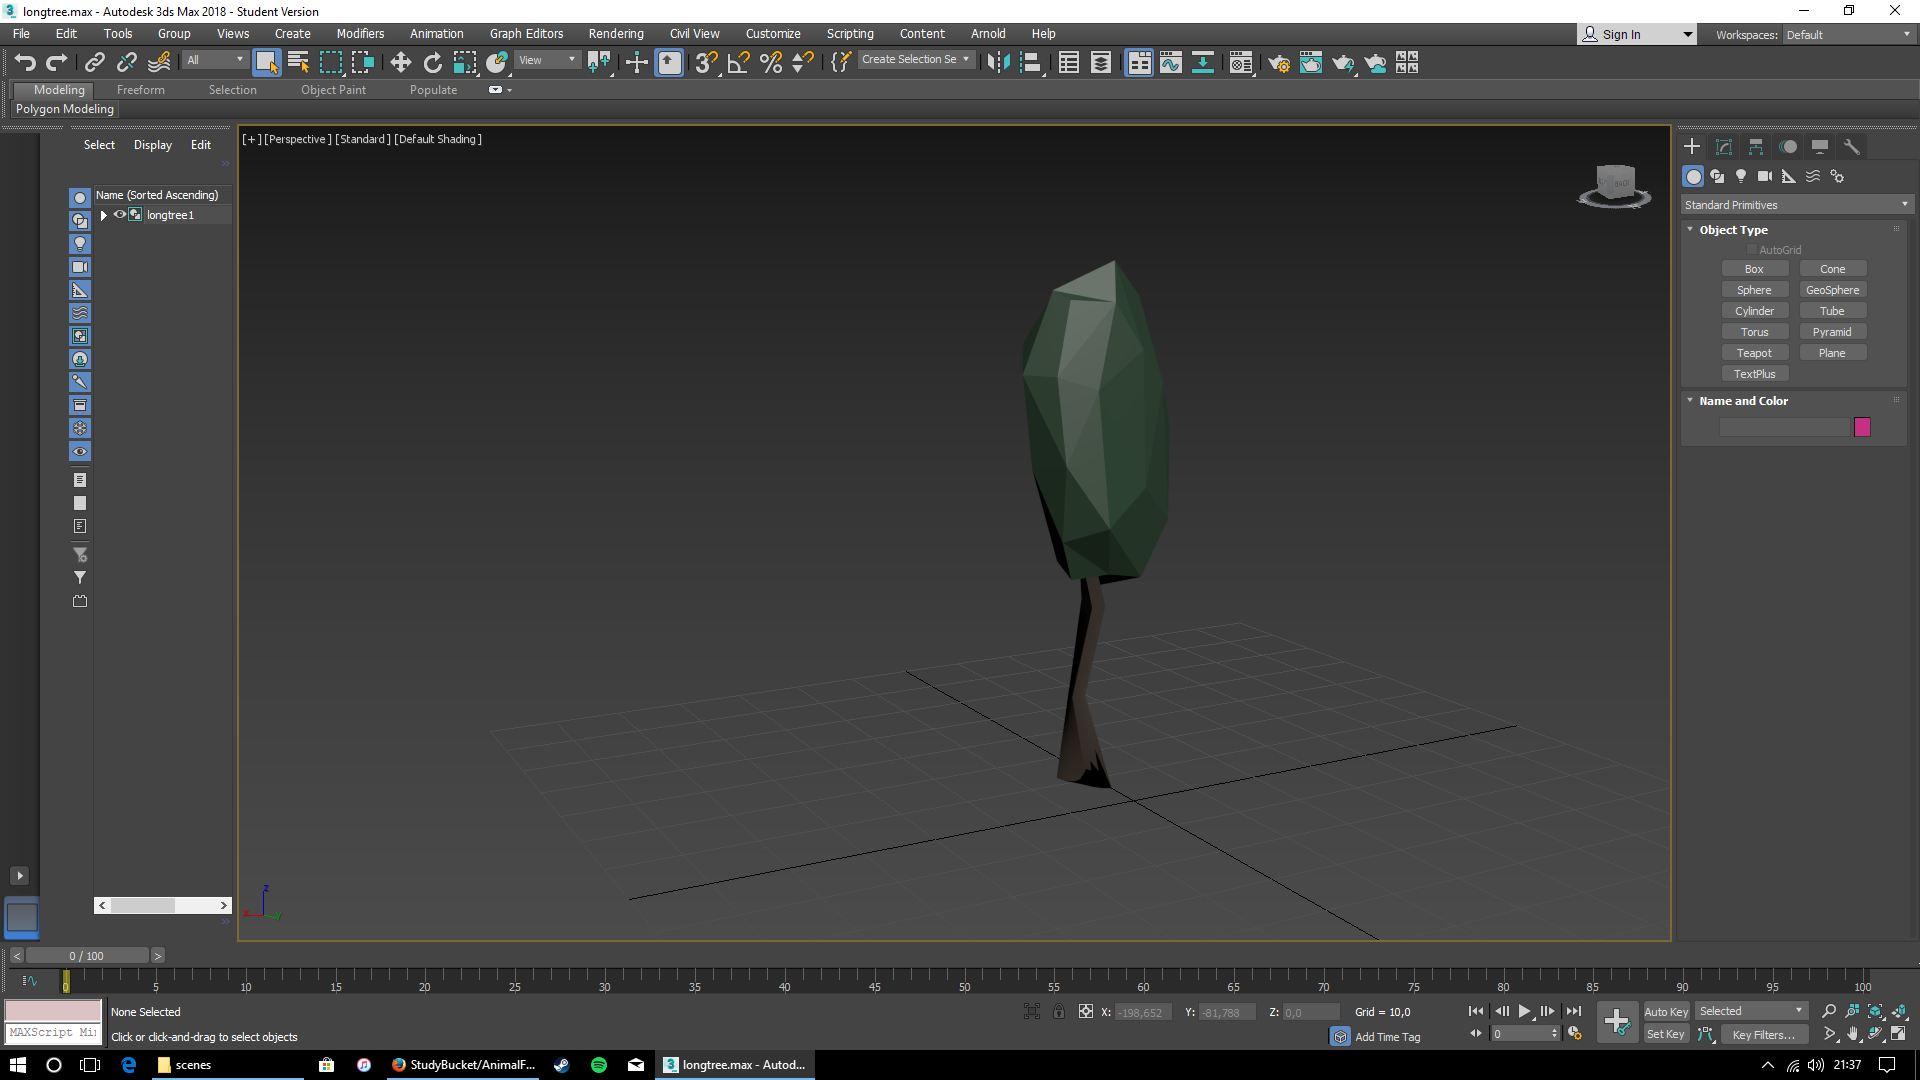 longtree.max - Autodesk 3ds Max 2018 - Student Version
File Edit Tools Group Views Create Modifiers Animation Graph Editors Rendering Civil View Customize Scripting Content Arnold Help
Sign In Workspaces: Default
All View Create Selection Se
Modeling Freeform Selection Object Paint Populate
Polygon Modeling
Select Display Edit
[+] [Perspective] [Standard] [Default Shading]
BACK
Name (Sorted Ascending)
longtree1
Standard Primitives
Object Type
AutoGrid
Box Cone
Sphere GeoSphere
Cylinder Tube
Torus Pyramid
Teapot Plane
TextPlus
Name and Color
z
x y
0 / 100
0 5 10 15 20 25 30 35 40 45 50 55 60 65 70 75 80 85 90 95 100
None Selected
X: -198,652 Y: -81,788 Z: 0,0 Grid = 10,0
Auto Key Selected
MAXScript Mi
Click or click-and-drag to select objects
Add Time Tag
0
Set Key Key Filters...
scenes
StudyBucket/AnimalF...
longtree.max - Autod...
21:37